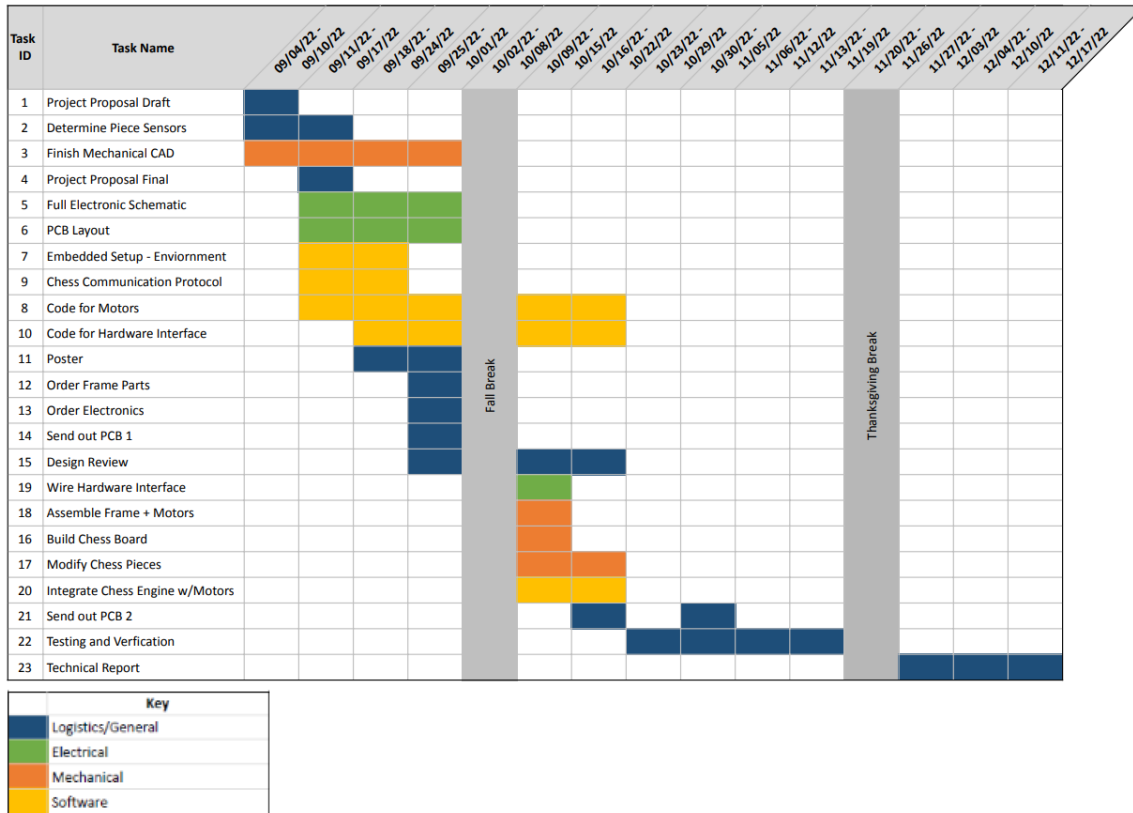 Task ID
Task Name
09/04/22 - 09/10/22
09/11/22 - 09/17/22
09/18/22 - 09/24/22
09/25/22 - 10/01/22
10/02/22 - 10/08/22
10/09/22 - 10/15/22
10/16/22 - 10/22/22
10/23/22 - 10/29/22
10/30/22 - 11/05/22
11/06/22 - 11/12/22
11/13/22 - 11/19/22
11/20/22 - 11/26/22
11/27/22 - 12/03/22
12/04/22 - 12/10/22
12/11/22 - 12/17/22
1 Project Proposal Draft
2 Determine Piece Sensors
3 Finish Mechanical CAD
4 Project Proposal Final
5 Full Electronic Schematic
6 PCB Layout
7 Embedded Setup - Enviornment
9 Chess Communication Protocol
8 Code for Motors
10 Code for Hardware Interface
11 Poster
12 Order Frame Parts
13 Order Electronics
14 Send out PCB 1
15 Design Review
19 Wire Hardware Interface
18 Assemble Frame + Motors
16 Build Chess Board
17 Modify Chess Pieces
20 Integrate Chess Engine w/Motors
21 Send out PCB 2
22 Testing and Verfication
23 Technical Report
Fall Break
Thanksgiving Break
Key
Logistics/General
Electrical
Mechanical
Software